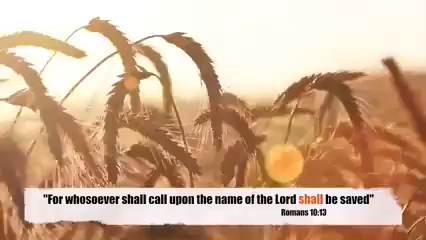 "For whosoever shall call upon the name of the Lord shall be saved"
Romans 10:13